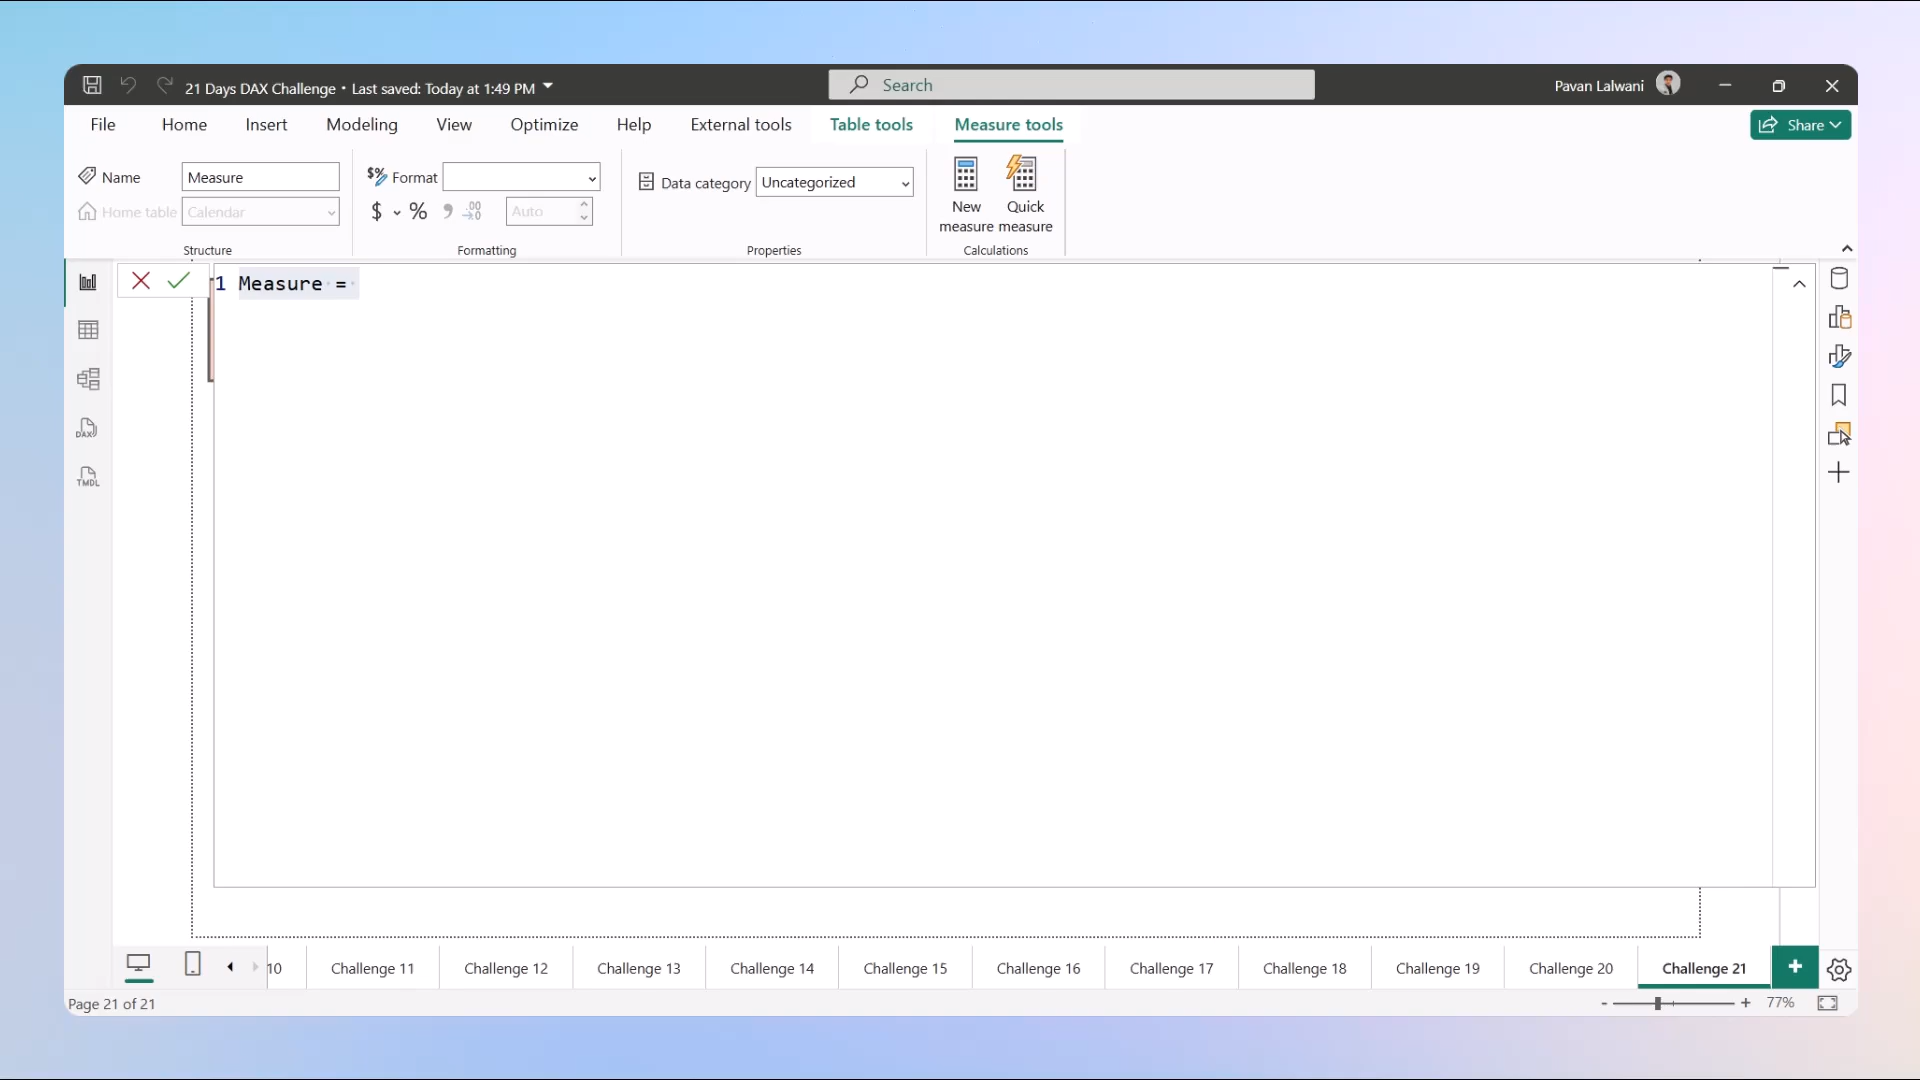 21 Days DAX Challenge • Last saved: Today at 1:49 PM
Search
Pavan Lalwani
File Home Insert Modeling View Optimize Help External tools Table tools Measure tools
Share
Name Measure
Home table Calendar
Structure
Format
$ % 9 .00
Auto
Formatting
Data category Uncategorized
Properties
New measure
Quick measure
Calculations
1 Measure =
DAX
TMDL
10 Challenge 11 Challenge 12 Challenge 13 Challenge 14 Challenge 15 Challenge 16 Challenge 17 Challenge 18 Challenge 19 Challenge 20 Challenge 21
Page 21 of 21
- + 77%